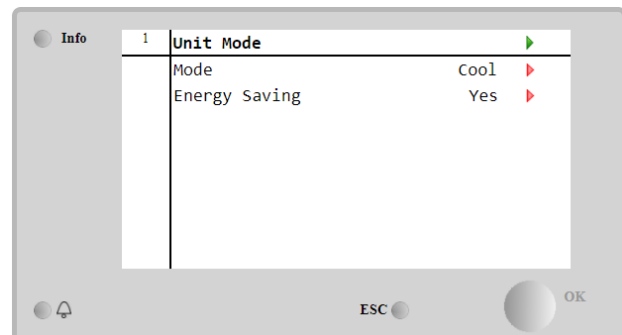 Info
1 Unit Mode
Mode Cool
Energy Saving Yes
ESC OK